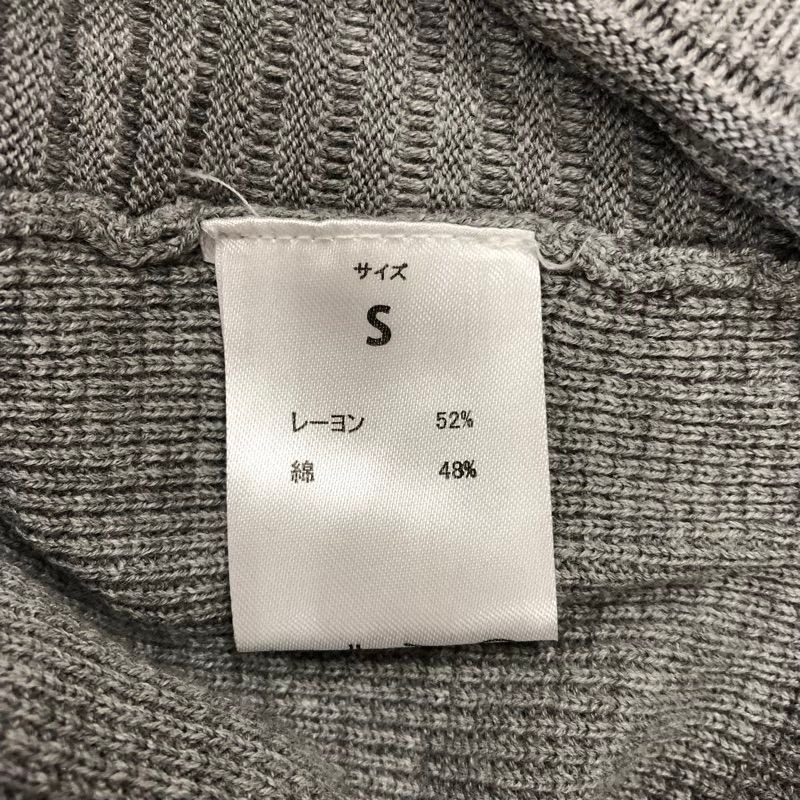 サイズ
S
レーヨン 52%
綿 48%